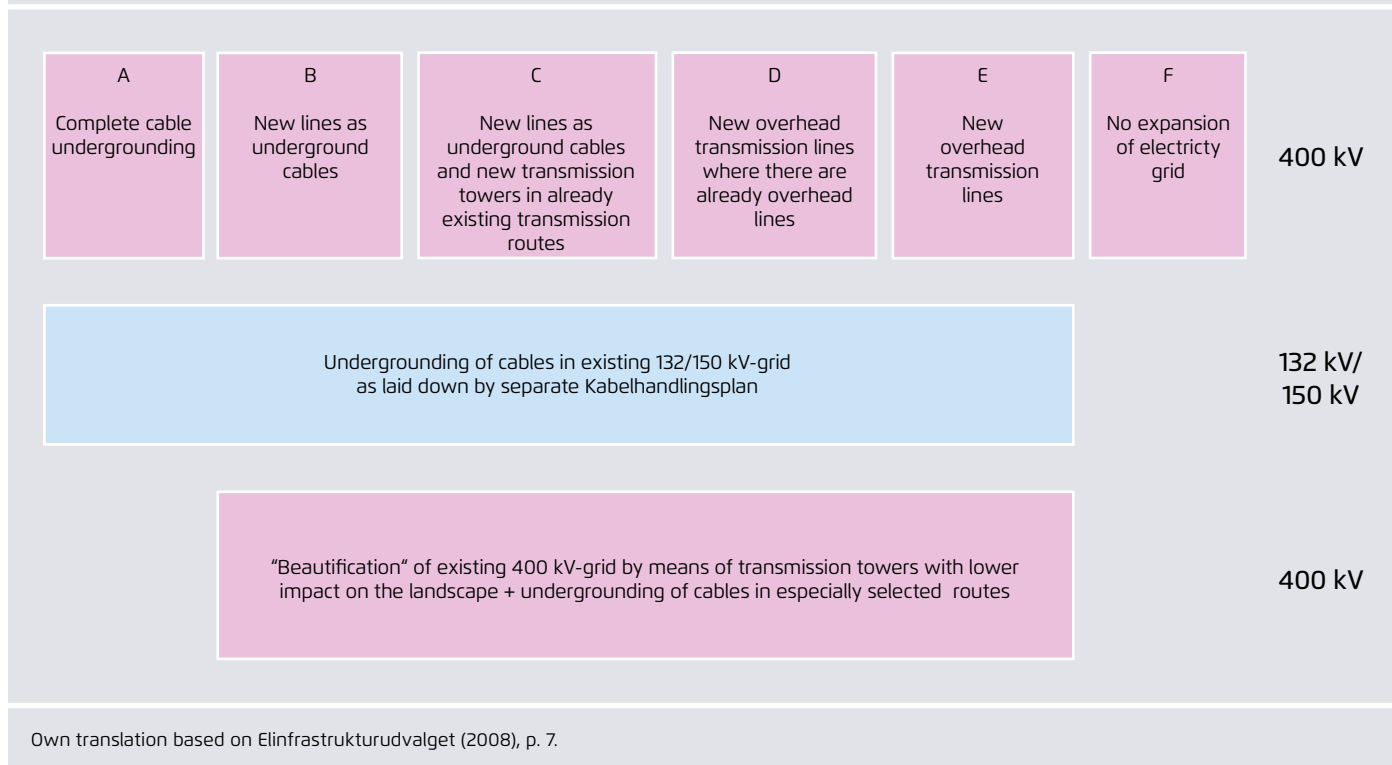 A
Complete cable
undergrounding
B
New lines as
underground
cables
C
New lines as
underground cables
and new transmission
towers in already
existing transmission
routes
D
New overhead
transmission lines
where there are
already overhead
lines
E
New
overhead
transmission
lines
F
No expansion
of electricty
grid
400 kV
Undergrounding of cables in existing 132/150 kV-grid
as laid down by separate Kabelhandlingsplan
132 kV/
150 kV
“Beautification“ of existing 400 kV-grid by means of transmission towers with lower
impact on the landscape + undergrounding of cables in especially selected routes
400 kV
Own translation based on Elinfrastrukturudvalget (2008), p. 7.